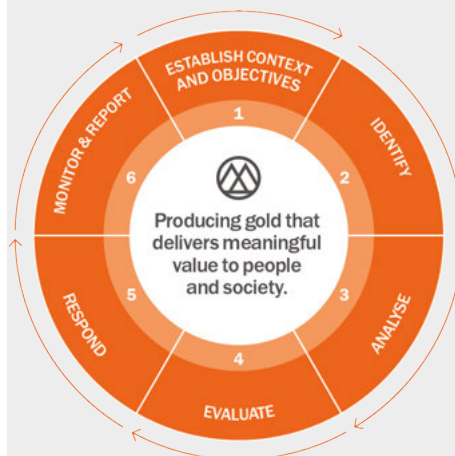 ESTABLISH CONTEXT
AND OBJECTIVES
1
IDENTIFY
2
ANALYSE
3
EVALUATE
4
RESPOND
5
MONITOR & REPORT
6
Producing gold that
delivers meaningful
value to people
and society.